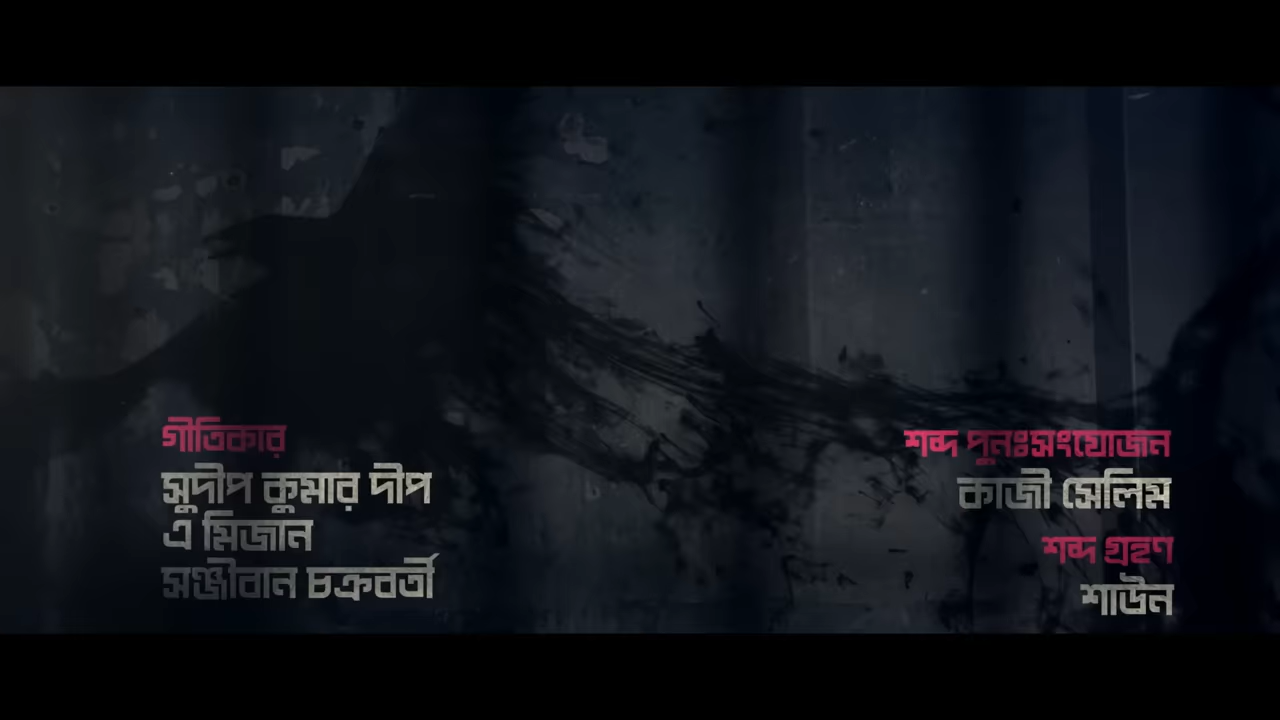 গীতিকার
সুদীপ কুমার দীপ
এ মিজান
সঞ্জীবান চক্রবর্তী
শব্দ পুনঃসংযোজন
কাজী সেলিম
শব্দ গ্রহণ
শাউন